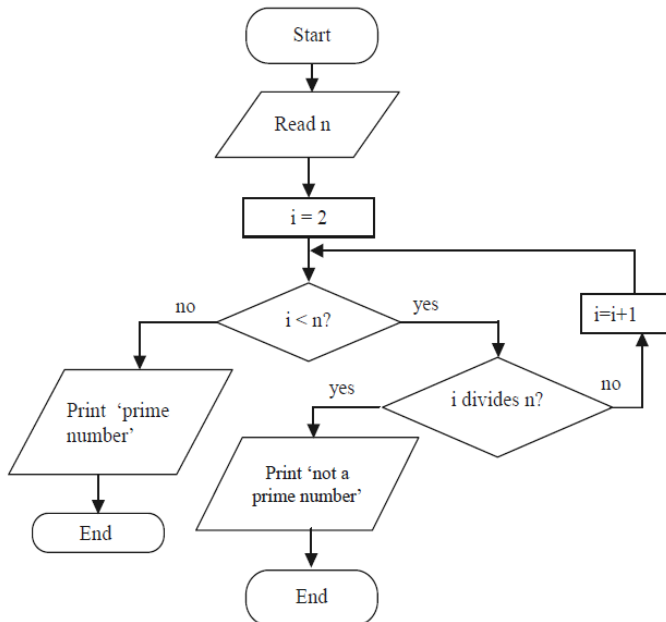 Start
Read n
i = 2
i < n?
no
yes
i=i+1
Print ‘prime
number’
End
i divides n?
yes
no
Print ‘not a
prime number’
End